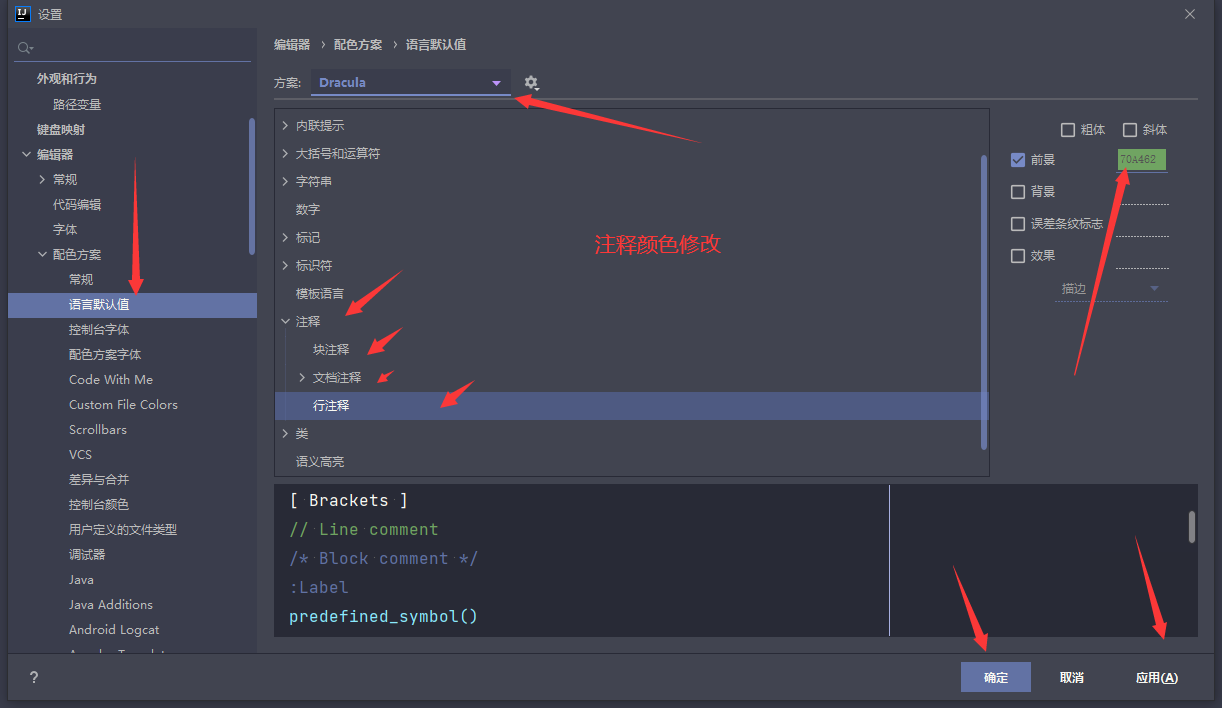 设置
外观和行为
路径变量
键盘映射
编辑器
常规
代码编辑
字体
配色方案
常规
语言默认值
控制台字体
配色方案字体
Code With Me
Custom File Colors
Scrollbars
VCS
差异与合并
控制台颜色
用户定义的文件类型
调试器
Java
Java Additions
Android Logcat
编辑器 › 配色方案 › 语言默认值
方案: Dracula
内联提示
大括号和运算符
字符串
数字
标记
标识符
模板语言
注释
块注释
文档注释
行注释
类
语义高亮
注释颜色修改
粗体 斜体
前景 70A462
背景
误差条纹标志
效果
描边
[ Brackets ]
// Line comment
/* Block comment */
:Label
predefined_symbol()
? 确定 取消 应用(A)